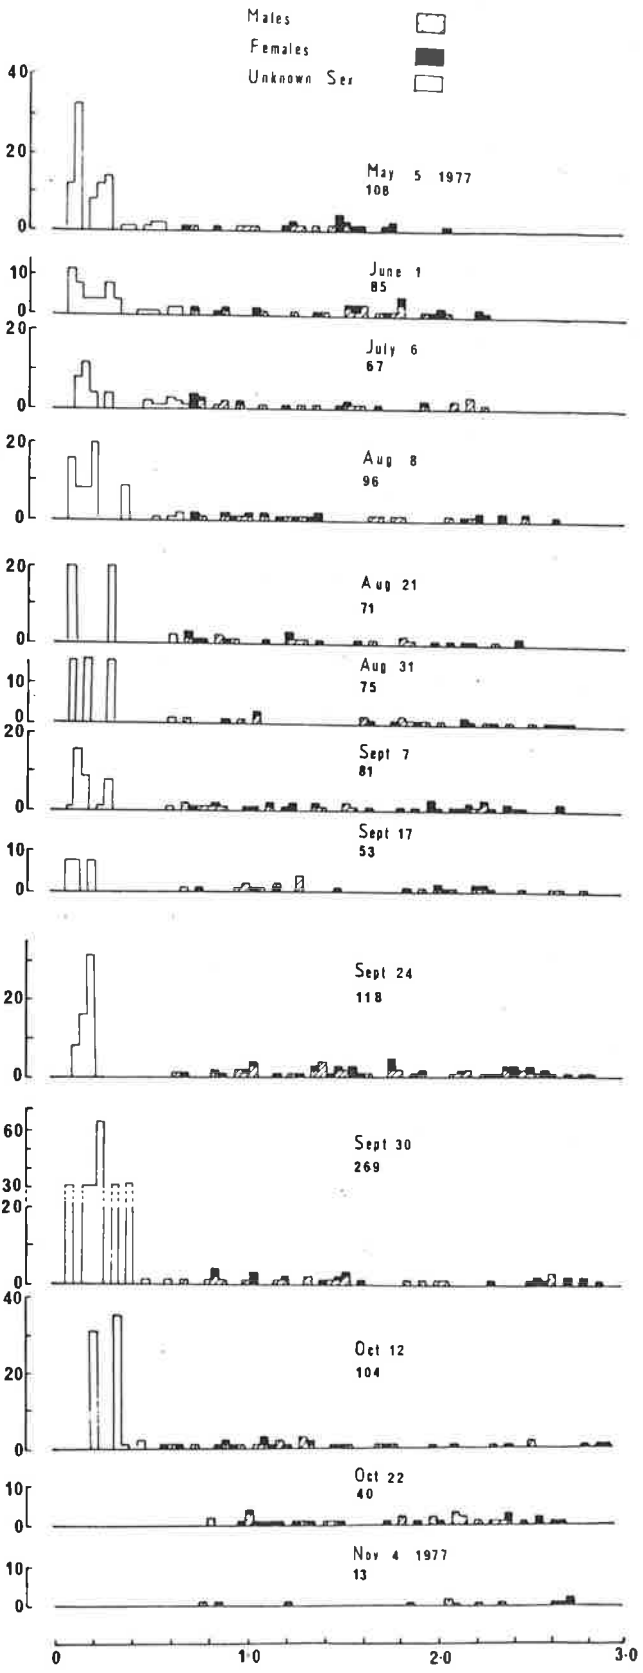 Males
Females
Unknown Sex
40
20
0
May 5 1977
108
10
0
June 1
85
20
0
July 6
67
20
0
Aug 8
96
20
0
Aug 21
71
10
0
Aug 31
75
20
0
Sept 7
81
10
0
Sept 17
53
20
0
Sept 24
118
60
30
20
0
Sept 30
269
40
20
0
Oct 12
104
10
0
Oct 22
40
10
0
Nov 4 1977
13
0 1·0 2·0 3·0